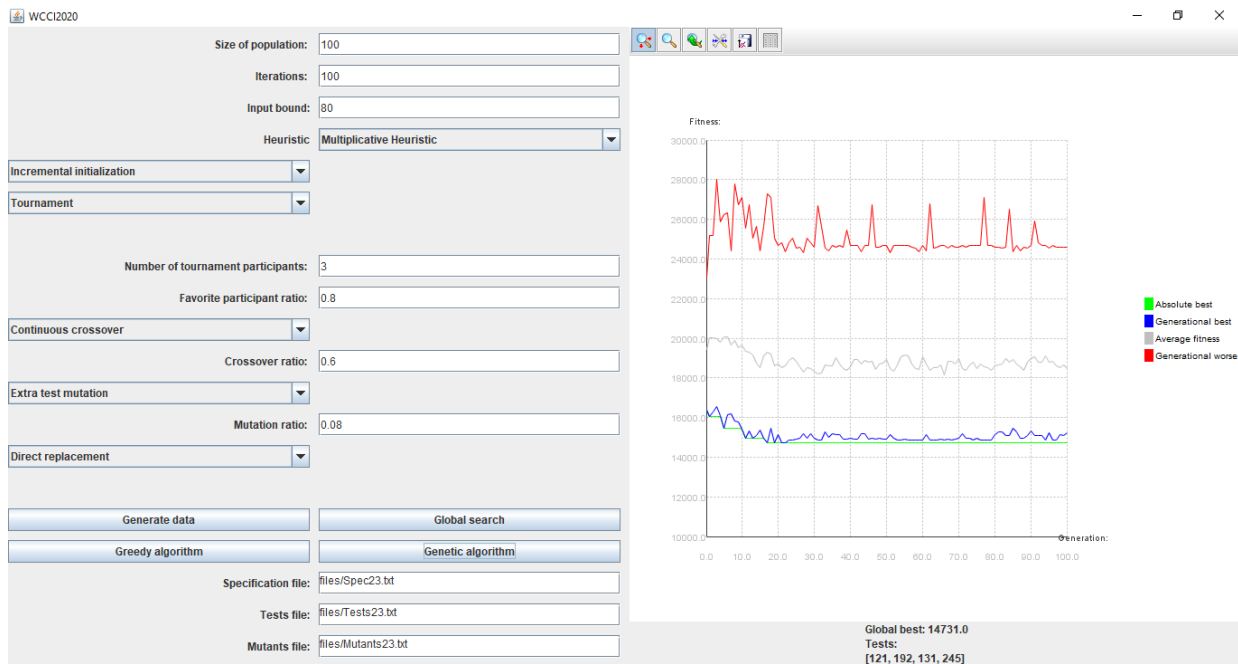 WCCI2020
Size of population: 100
Iterations: 100
Input bound: 80
Heuristic Multiplicative Heuristic
Incremental initialization
Tournament
Number of tournament participants: 3
Favorite participant ratio: 0.8
Continuous crossover
Crossover ratio: 0.6
Extra test mutation
Mutation ratio: 0.08
Direct replacement
Generate data Global search
Greedy algorithm Genetic algorithm
Specification file: files/Spec23.txt
Tests file: files/Tests23.txt
Mutants file: files/Mutants23.txt
Fitness:
30000.0
28000.0
26000.0
24000.0
22000.0
20000.0
18000.0
16000.0
14000.0
12000.0
10000.0
Generation:
0.0 10.0 20.0 30.0 40.0 50.0 60.0 70.0 80.0 90.0 100.0
Absolute best
Generational best
Average fitness
Generational worse
Global best: 14731.0
Tests:
[121, 192, 131, 245]